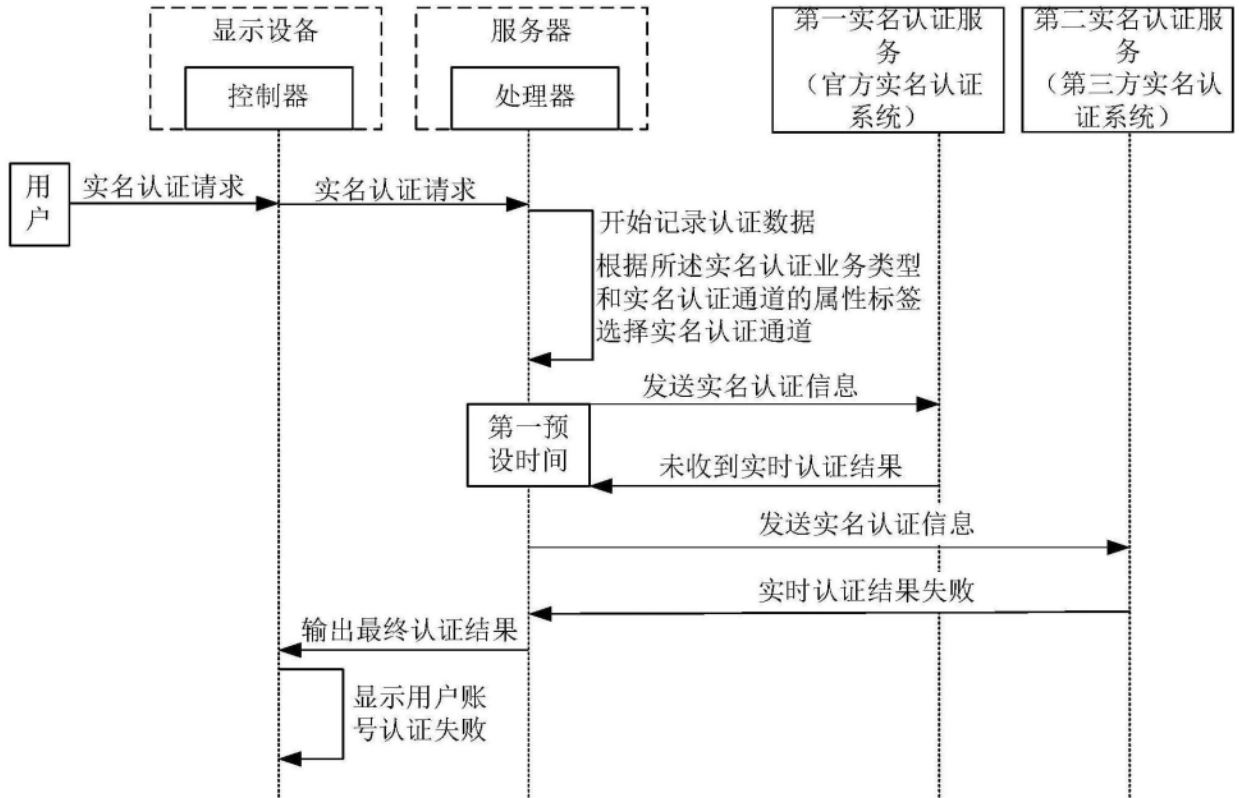 显示设备
控制器
服务器
处理器
第一实名认证服
务
（官方实名认证
系统）
第二实名认证服
务
（第三方实名认
证系统）
用
户
实名认证请求
实名认证请求
开始记录认证数据
根据所述实名认证业务类型
和实名认证通道的属性标签
选择实名认证通道
发送实名认证信息
第一预
设时间
未收到实时认证结果
发送实名认证信息
实时认证结果失败
输出最终认证结果
显示用户账
号认证失败